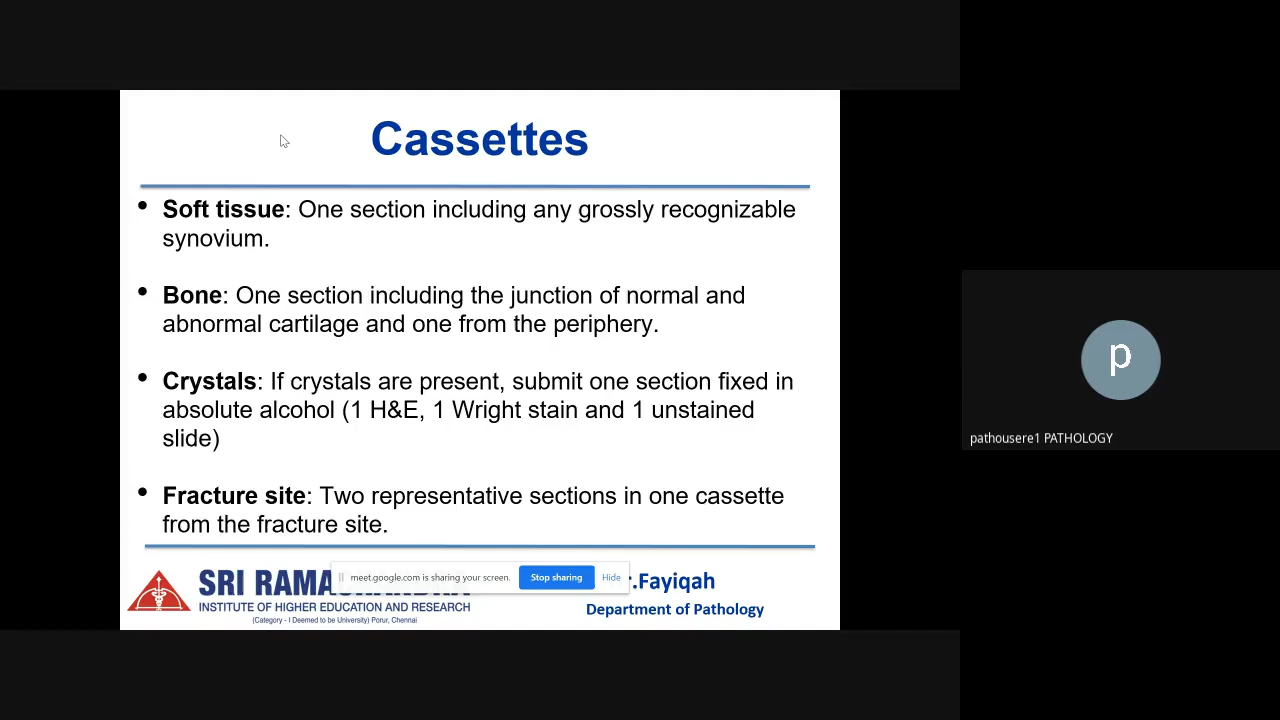 Cassettes
• Soft tissue: One section including any grossly recognizable
synovium.
• Bone: One section including the junction of normal and
abnormal cartilage and one from the periphery.
• Crystals: If crystals are present, submit one section fixed in
absolute alcohol (1 H&E, 1 Wright stain and 1 unstained
slide)
• Fracture site: Two representative sections in one cassette
from the fracture site.
SRI
INSTITUTE OF HIGHER EDUCATION AND RESEARCH
(Category - I Deemed to be University) Porur, Chennai
meet.google.com is sharing your screen.
Stop sharing
Hide
.Fayiqah
Department of Pathology
p
pathousere1 PATHOLOGY